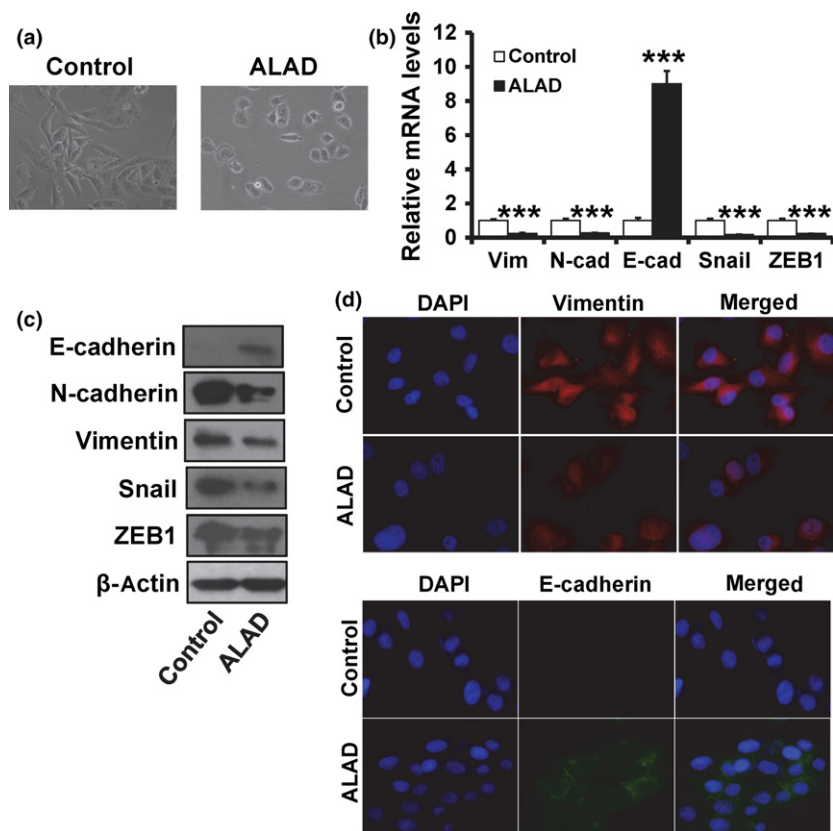 (a)
Control ALAD
(b)
Relative mRNA levels
12
10
8
6
4
2
0
Control
ALAD
***
*** *** *** ***
Vim N-cad E-cad Snail ZEB1
(c)
E-cadherin
N-cadherin
Vimentin
Snail
ZEB1
β-Actin
Control ALAD
(d)
DAPI Vimentin Merged
Control
ALAD
DAPI E-cadherin Merged
Control
ALAD